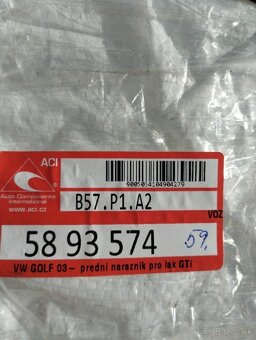 ACI
Auto Components
International
www.aci.cz
9005014104904279
B57.P1.A2
VOZ
58 93 574
59,
VW GOLF 03- predni naraznik pro lak GTi